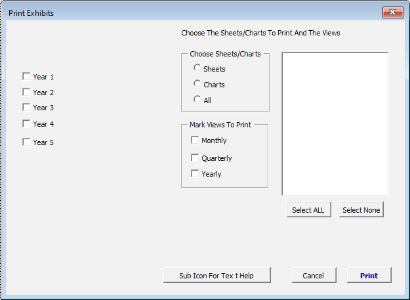 Print Exhibits
Choose The Sheets/Charts To Print And The Views
Choose Sheets/Charts
Sheets
Charts
All
Year 1
Year 2
Year 3
Year 4
Year 5
Mark Views To Print
Monthly
Quarterly
Yearly
Select ALL
Select None
Sub Icon For Tex t Help
Cancel
Print